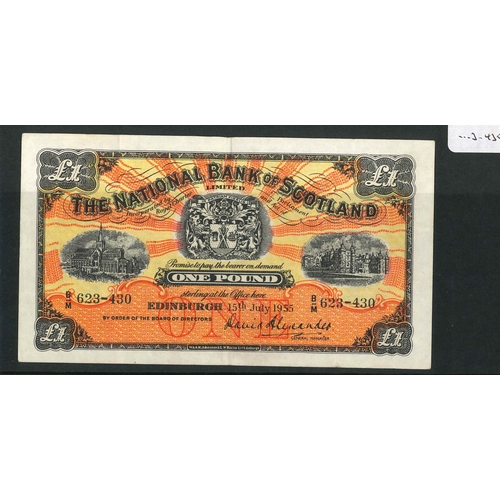 £1 £1
THE NATIONAL BANK OF SCOTLAND
LIMITED
Promise to pay the bearer on demand
ONE POUND
sterling at the Office here
B/M 623-430 B/M 623-430
EDINBURGH 15th July 1955
BY ORDER OF THE BOARD OF DIRECTORS
David Alexander
GENERAL MANAGER
ONE
£1 £1